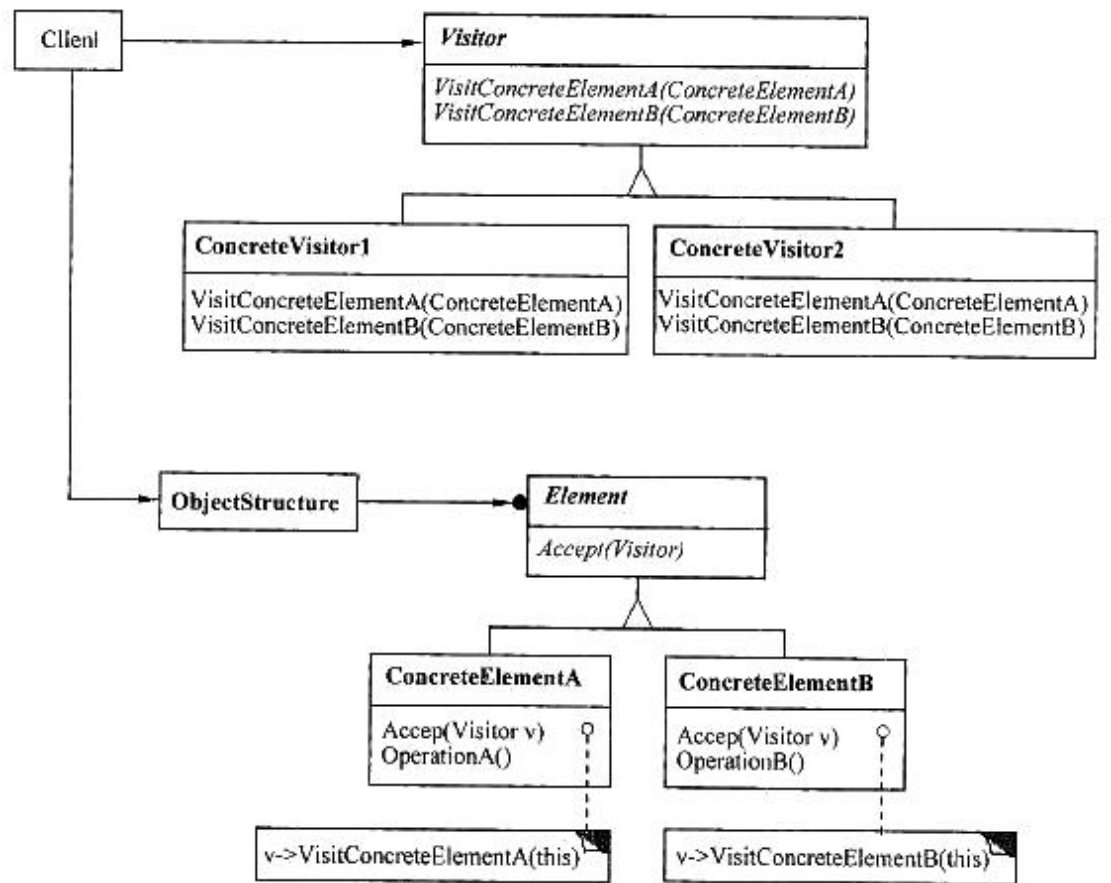 Client
Visitor
VisitConcreteElementA(ConcreteElementA)
VisitConcreteElementB(ConcreteElementB)
ConcreteVisitor1
VisitConcreteElementA(ConcreteElementA)
VisitConcreteElementB(ConcreteElementB)
ConcreteVisitor2
VisitConcreteElementA(ConcreteElementA)
VisitConcreteElementB(ConcreteElementB)
ObjectStructure
Element
Accept(Visitor)
ConcreteElementA
Accep(Visitor v)
OperationA()
ConcreteElementB
Accep(Visitor v)
OperationB()
v->VisitConcreteElementA(this)
v->VisitConcreteElementB(this)